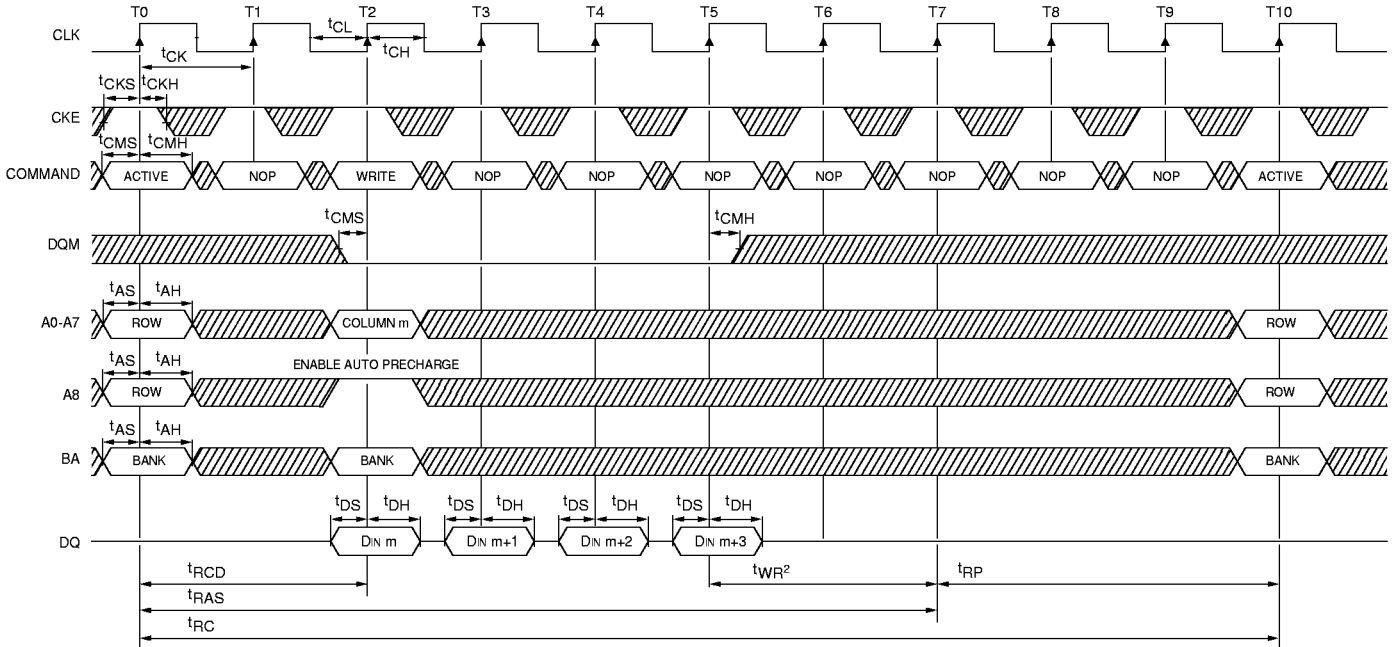 T0 T1 T2 T3 T4 T5 T6 T7 T8 T9 T10
CLK
tCL
tCH
tCK
tCKS tCKH
CKE
tCMS tCMH
COMMAND ACTIVE NOP WRITE NOP NOP NOP NOP NOP NOP NOP ACTIVE
tCMS tCMH
DQM
tAS tAH
A0-A7 ROW COLUMN m ROW
tAS tAH ENABLE AUTO PRECHARGE
A8 ROW ROW
tAS tAH
BA BANK BANK BANK
tDS tDH tDS tDH tDS tDH tDS tDH
DQ DIN m DIN m+1 DIN m+2 DIN m+3
tRCD tWR² tRP
tRAS
tRC